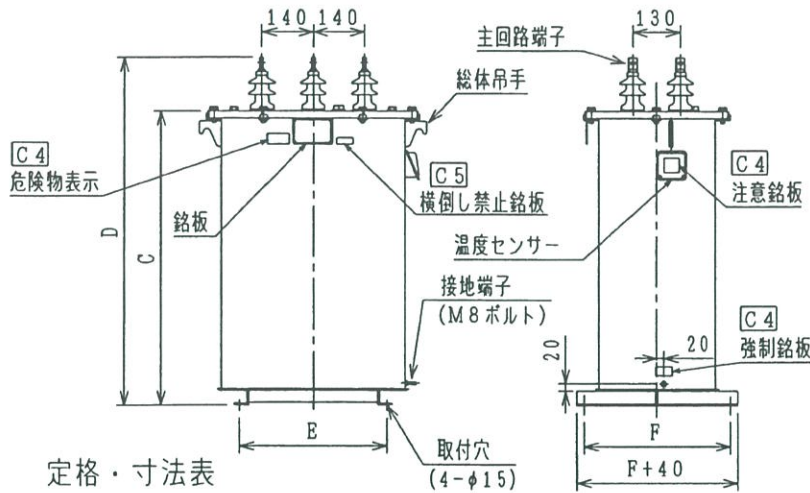 140 140
主回路端子
130
総体吊手
C4
危険物表示
C5
横倒し禁止銘板
C4
注意銘板
銘板
温度センサー
D
C
接地端子
(M8ボルト)
C4
20
20
強制銘板
E
F
取付穴
(4-φ15)
F+40
定格・寸法表